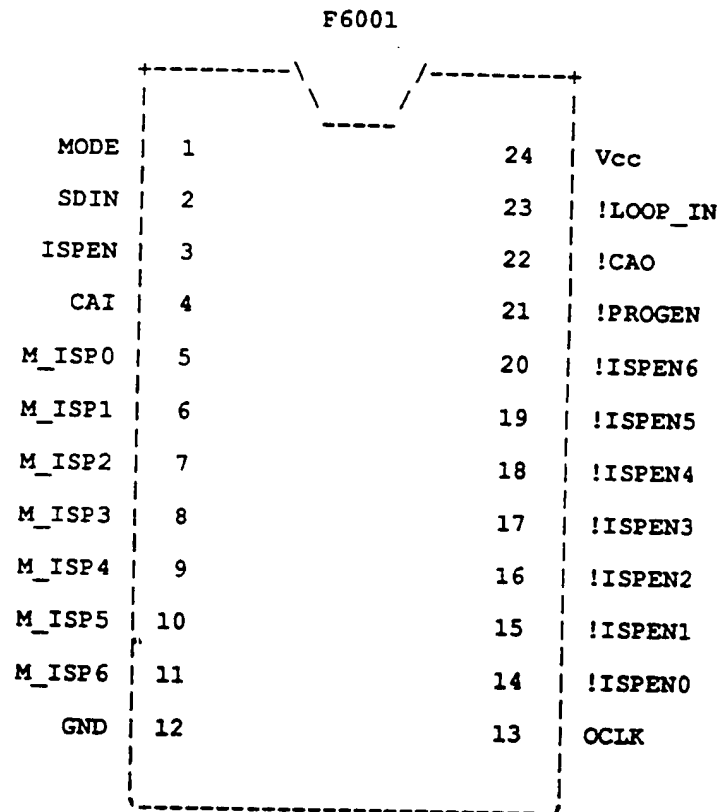 F6001
MODE 1 24 Vcc
SDIN 2 23 !LOOP_IN
ISPEN 3 22 !CAO
CAI 4 21 !PROGEN
M_ISP0 5 20 !ISPEN6
M_ISP1 6 19 !ISPEN5
M_ISP2 7 18 !ISPEN4
M_ISP3 8 17 !ISPEN3
M_ISP4 9 16 !ISPEN2
M_ISP5 10 15 !ISPEN1
M_ISP6 11 14 !ISPEN0
GND 12 13 OCLK